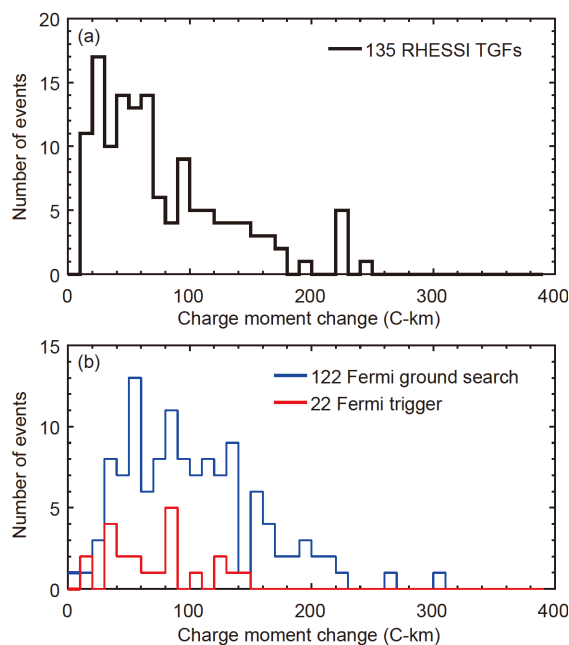 20
(a)
135 RHESSI TGFs
15
Number of events
10
5
0
0 100 200 300 400
Charge moment change (C-km)
15
(b)
122 Fermi ground search
22 Fermi trigger
10
Number of events
5
0
0 100 200 300 400
Charge moment change (C-km)